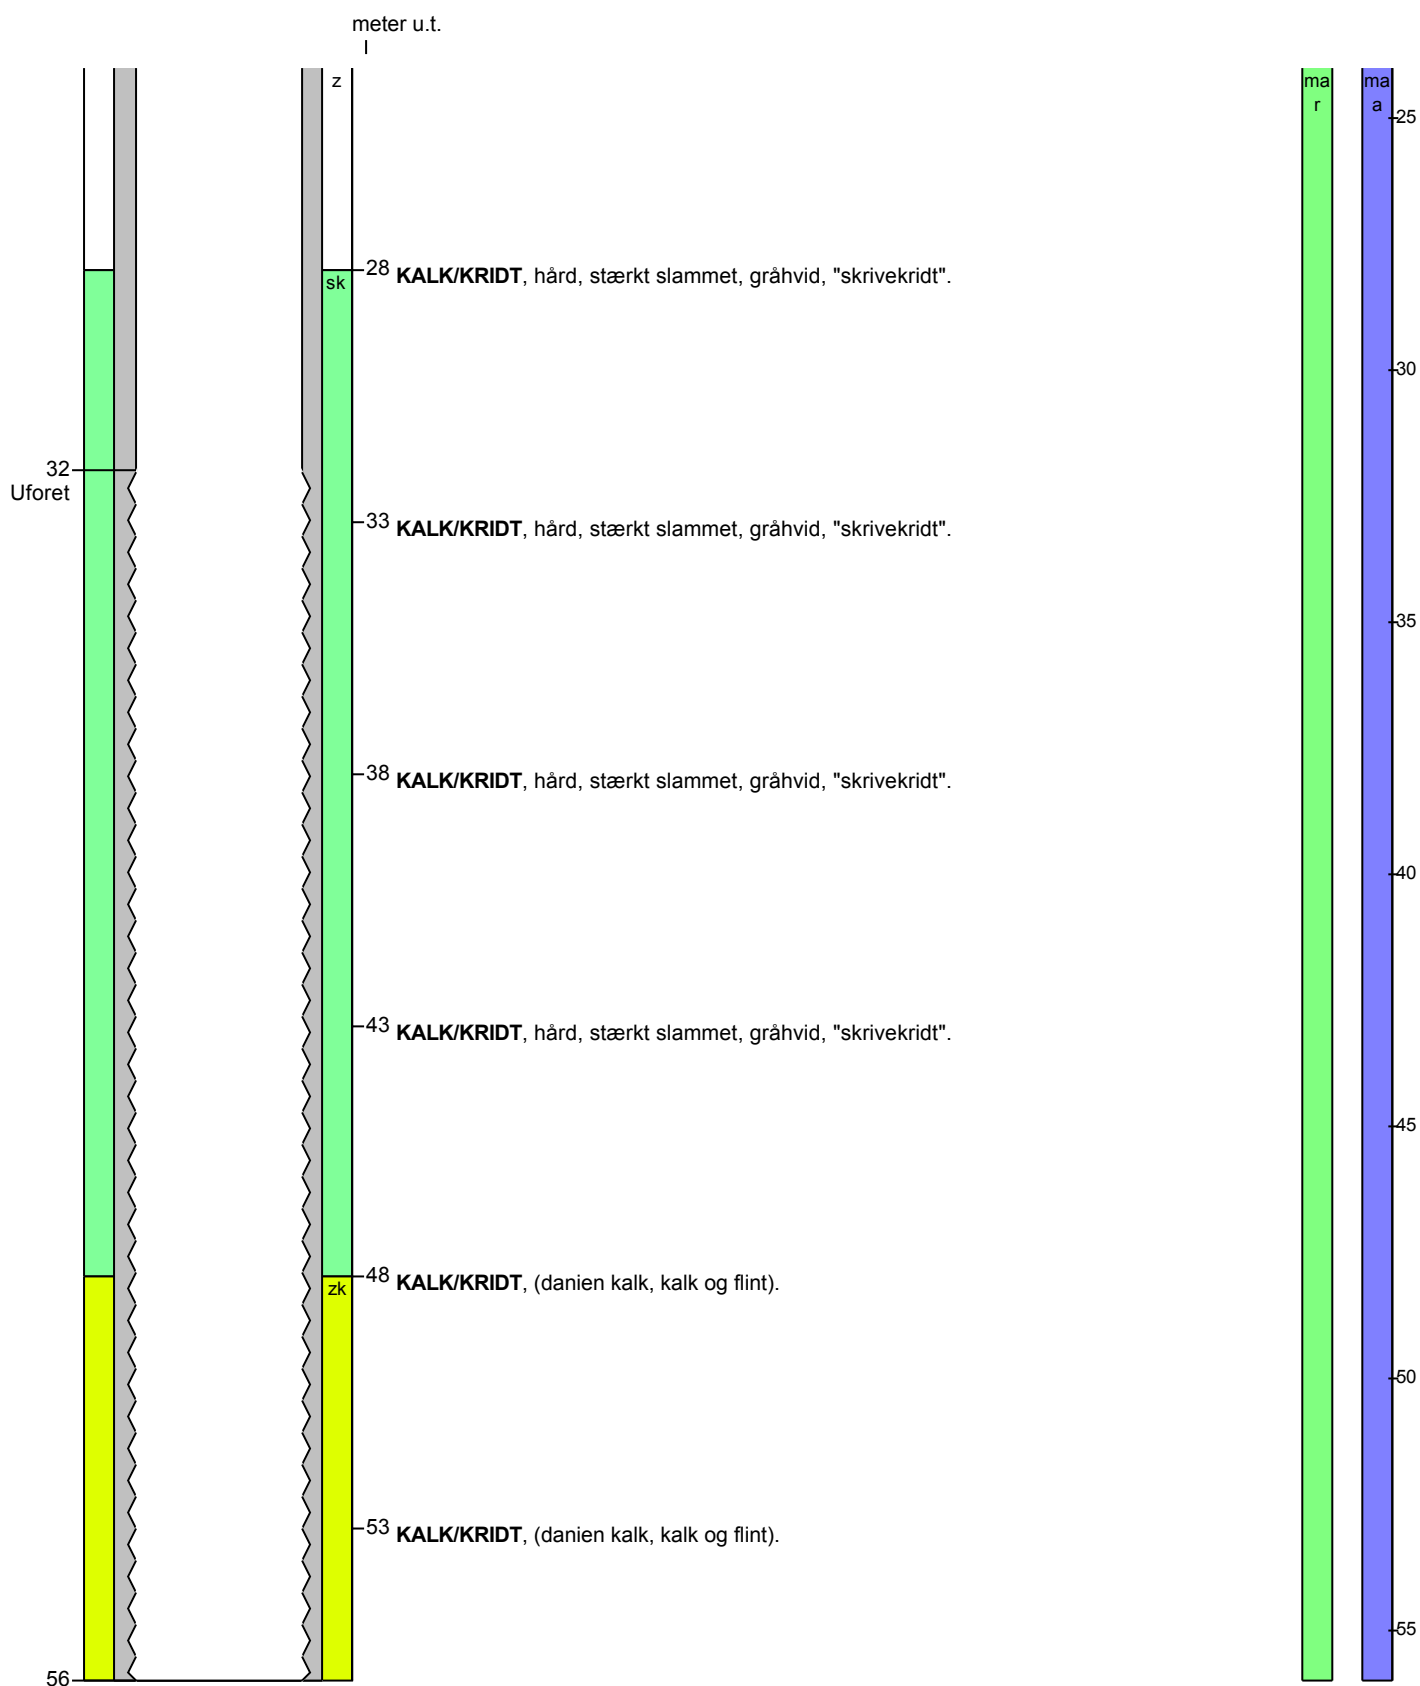 meter u.t.
z
ma
r
ma
a
25
28 KALK/KRIDT, hård, stærkt slammet, gråhvid, "skrivekridt".
sk
30
32
Uforet
33 KALK/KRIDT, hård, stærkt slammet, gråhvid, "skrivekridt".
35
38 KALK/KRIDT, hård, stærkt slammet, gråhvid, "skrivekridt".
40
43 KALK/KRIDT, hård, stærkt slammet, gråhvid, "skrivekridt".
45
48 KALK/KRIDT, (danien kalk, kalk og flint).
zk
50
53 KALK/KRIDT, (danien kalk, kalk og flint).
55
56